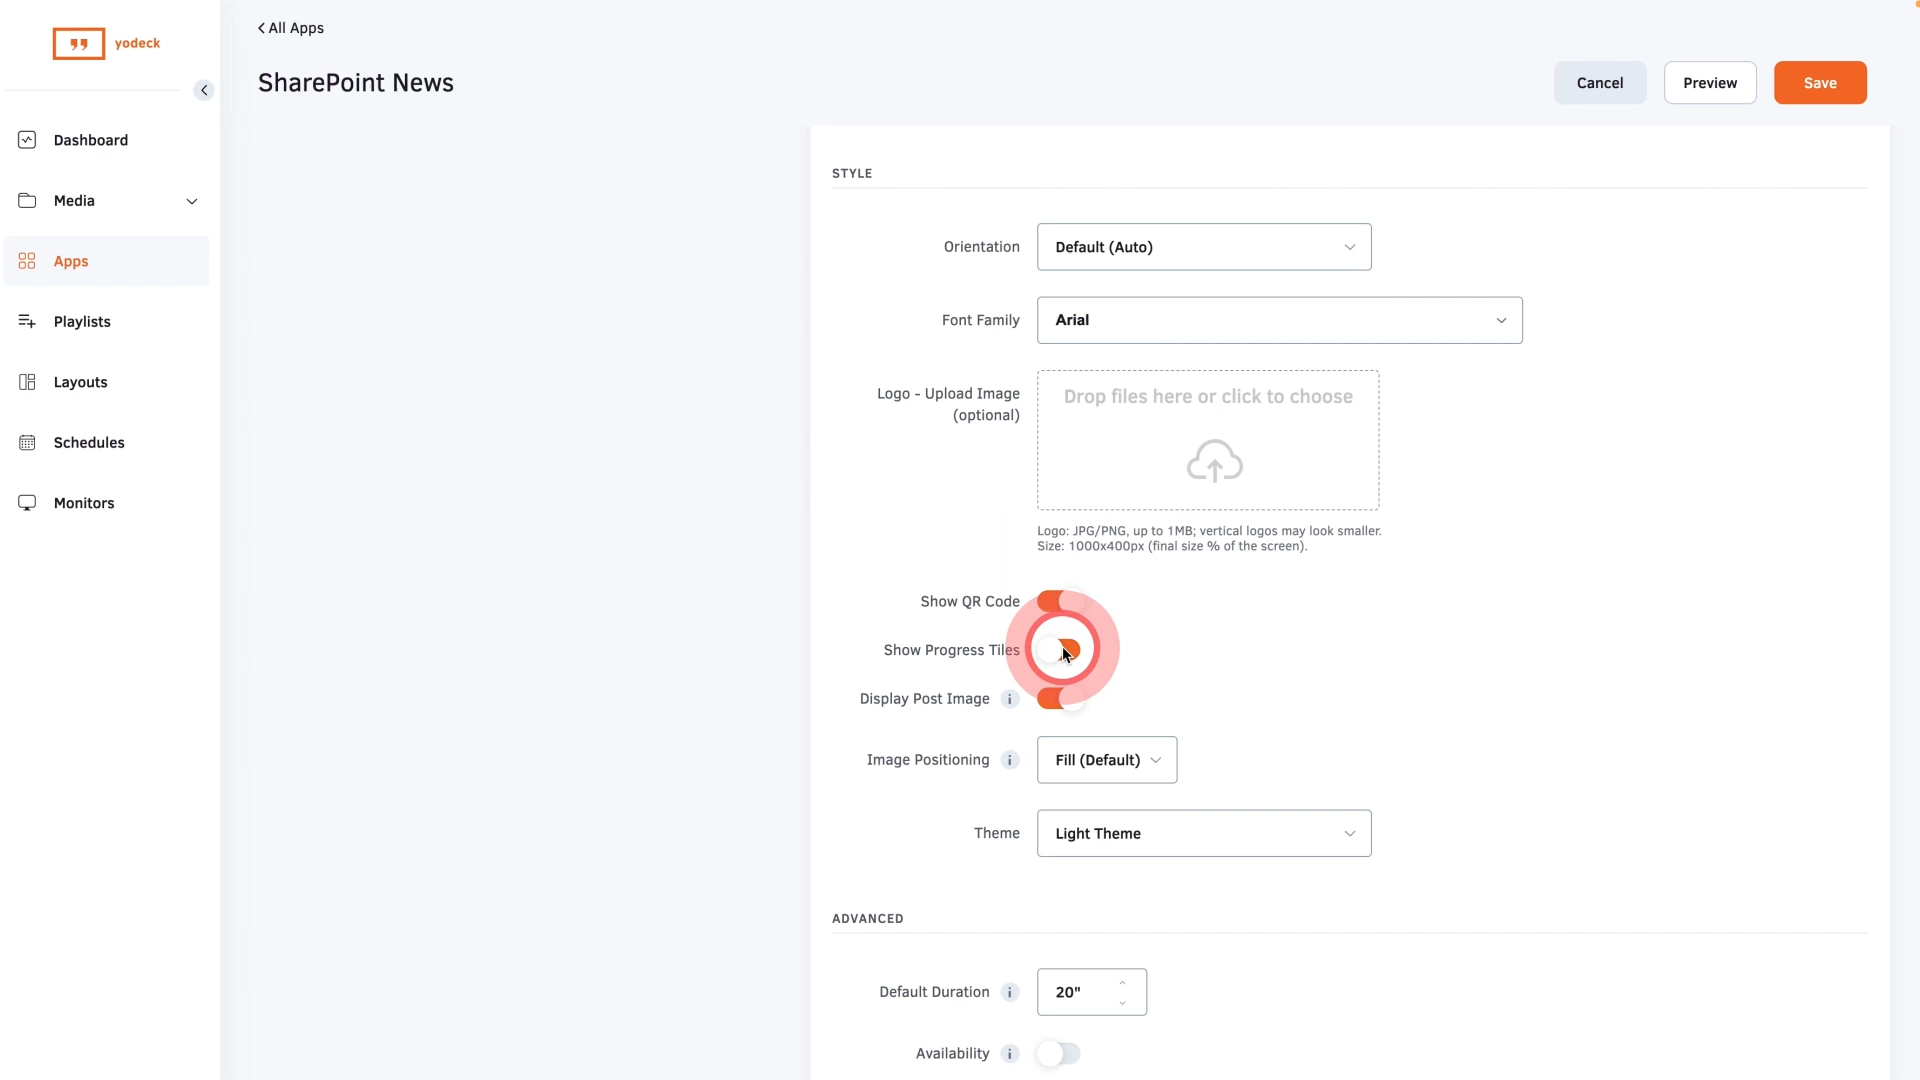 yodeck
Dashboard
Media
Apps
Playlists
Layouts
Schedules
Monitors
All Apps
SharePoint News
Cancel
Preview
Save
STYLE
Orientation
Default (Auto)
Font Family
Arial
Logo - Upload Image
(optional)
Drop files here or click to choose
Logo: JPG/PNG, up to 1MB; vertical logos may look smaller.
Size: 1000x400px (final size % of the screen).
Show QR Code
Show Progress Tiles
Display Post Image
Image Positioning
Fill (Default)
Theme
Light Theme
ADVANCED
Default Duration
20"
Availability